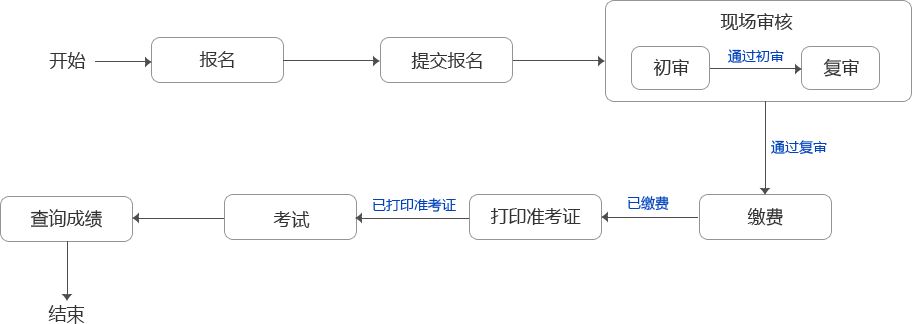 开始
报名
提交报名
现场审核
初审
通过初审
复审
通过复审
缴费
已缴费
打印准考证
已打印准考证
考试
查询成绩
结束